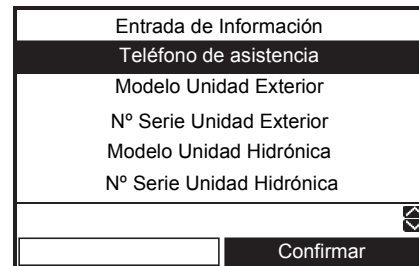 Entrada de Información
Teléfono de asistencia
Modelo Unidad Exterior
Nº Serie Unidad Exterior
Modelo Unidad Hidrónica
Nº Serie Unidad Hidrónica
Confirmar